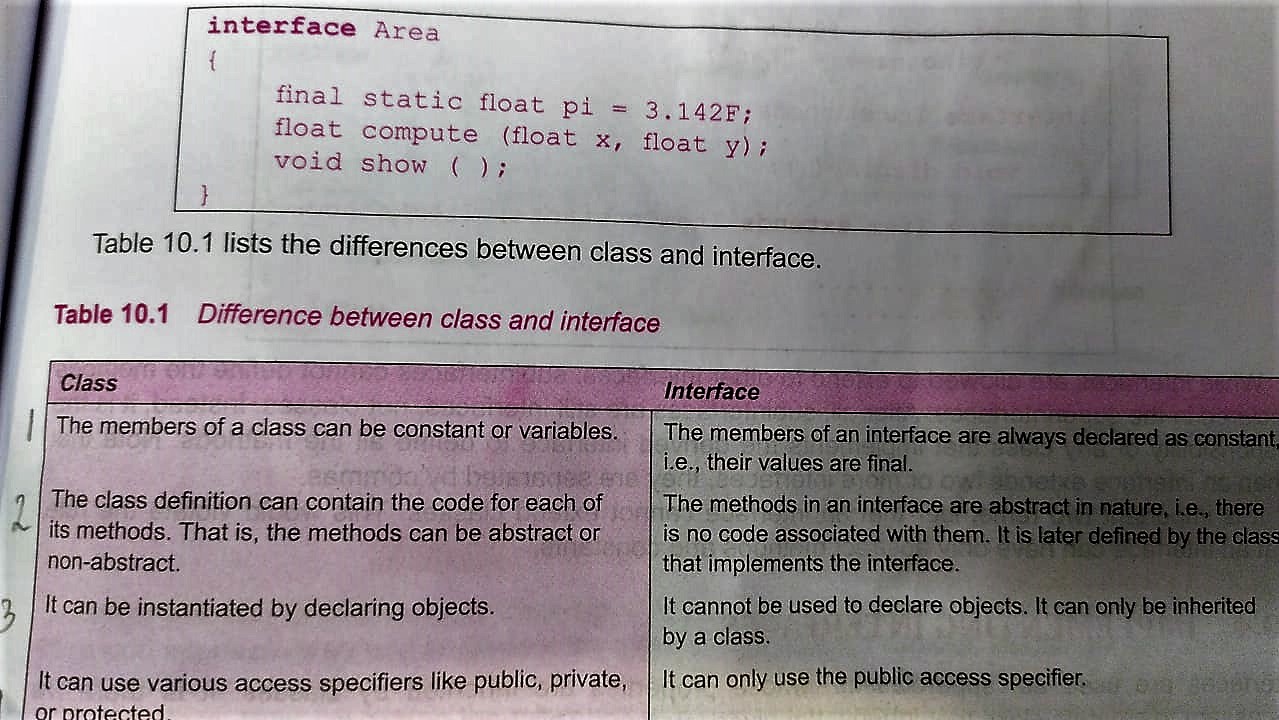 interface Area
{
final static float pi = 3.142F;
float compute (float x, float y);
void show ( );
}
Table 10.1 lists the differences between class and interface.
Table 10.1 Difference between class and interface
Class
Interface
1
The members of a class can be constant or variables.
The members of an interface are always declared as constant,
i.e., their values are final.
2
The class definition can contain the code for each of
its methods. That is, the methods can be abstract or
non-abstract.
The methods in an interface are abstract in nature, i.e., there
is no code associated with them. It is later defined by the class
that implements the interface.
3
It can be instantiated by declaring objects.
It cannot be used to declare objects. It can only be inherited
by a class.
It can use various access specifiers like public, private,
or protected.
It can only use the public access specifier.